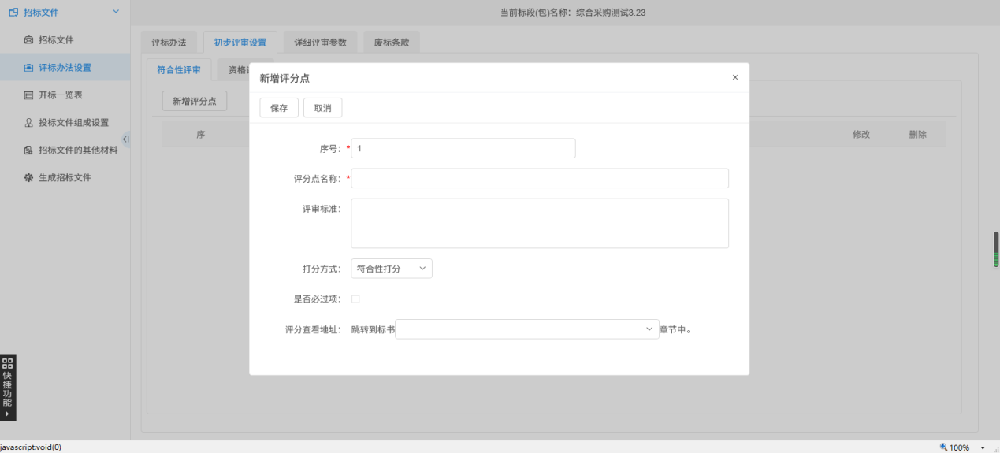 招标文件
当前标段(包)名称：综合采购测试3.23
招标文件
评标办法设置
开标一览表
投标文件组成设置
招标文件的其他材料
生成招标文件
评标办法
初步评审设置
详细评审参数
废标条款
符合性评审
资格
新增评分点
序
修改
删除
新增评分点
×
保存
取消
序号：* 1
评分点名称：*
评审标准：
打分方式： 符合性打分
是否必过项：
评分查看地址： 跳转到标书 章节中。
快捷功能
javascript:void(0)
100%